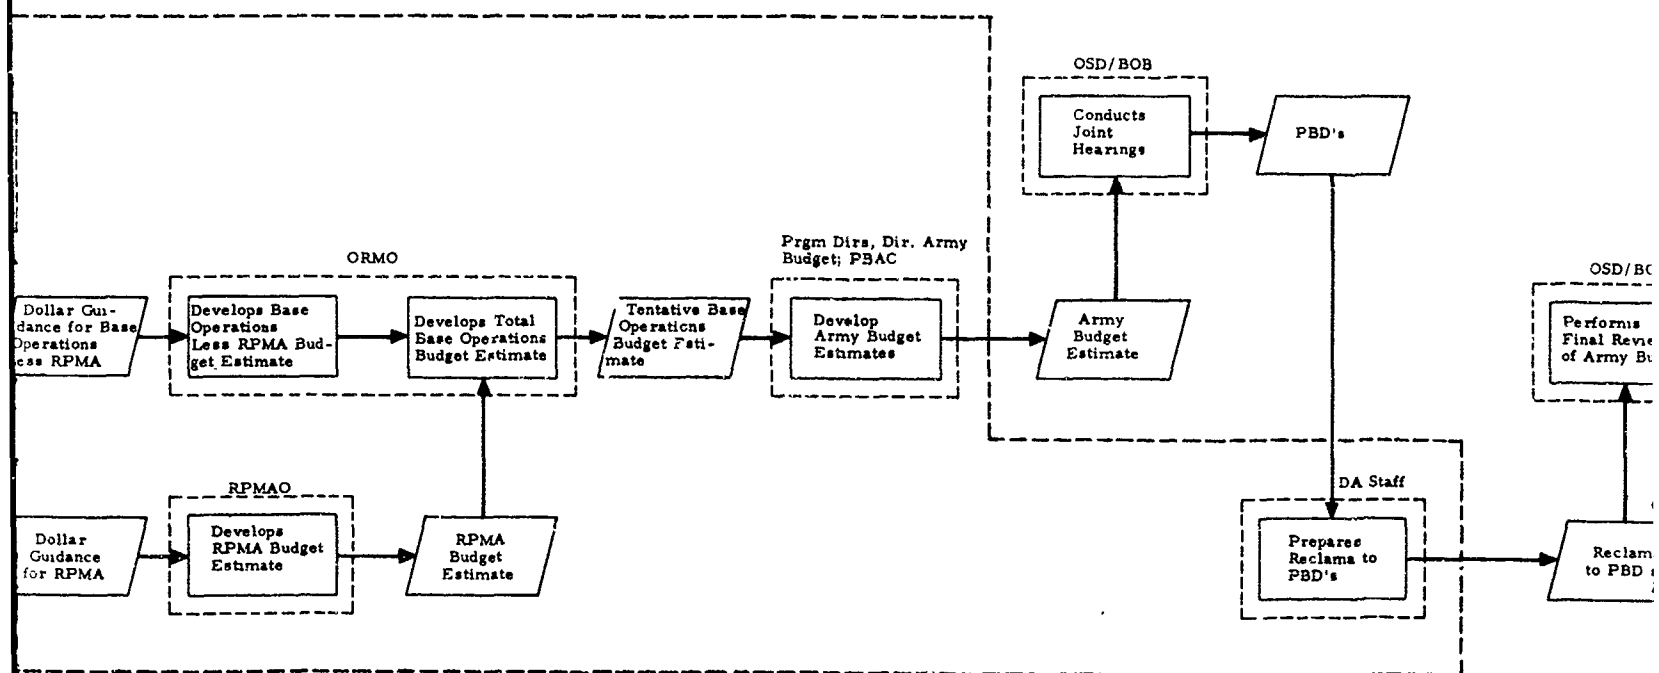 OSD/BOB
Conducts
Joint
Hearings
PBD's
Prgm Dirs, Dir. Army
Budget; PBAC
ORMO
OSD/BO
Dollar Gui-
dance for Base
Operations
Less RPMA
Develops Base
Operations
Less RPMA Bud-
get Estimate
Develops Total
Base Operations
Budget Estimate
Tentative Base
Operations
Budget Esti-
mate
Develop
Army Budget
Estimates
Army
Budget
Estimate
Performs
Final Revie
of Army Bu
RPMAO
DA Staff
Dollar
Guidance
for RPMA
Develops
RPMA Budget
Estimate
RPMA
Budget
Estimate
Prepares
Reclama to
PBD's
Reclam
to PBD